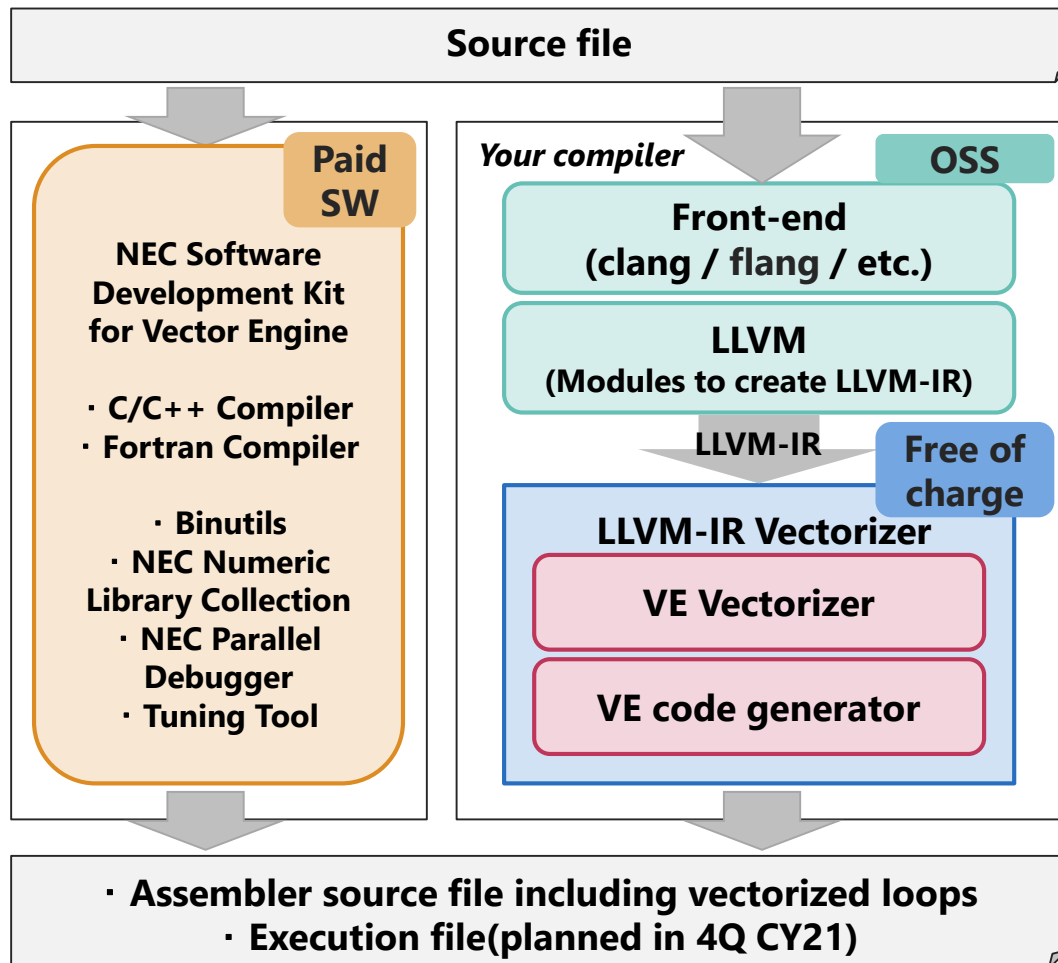 Source file
Paid
SW
NEC Software
Development Kit
for Vector Engine
· C/C++ Compiler
· Fortran Compiler
· Binutils
· NEC Numeric
Library Collection
· NEC Parallel
Debugger
· Tuning Tool
Your compiler
OSS
Front-end
(clang / flang / etc.)
LLVM
(Modules to create LLVM-IR)
LLVM-IR
Free of
charge
LLVM-IR Vectorizer
VE Vectorizer
VE code generator
· Assembler source file including vectorized loops
· Execution file(planned in 4Q CY21)